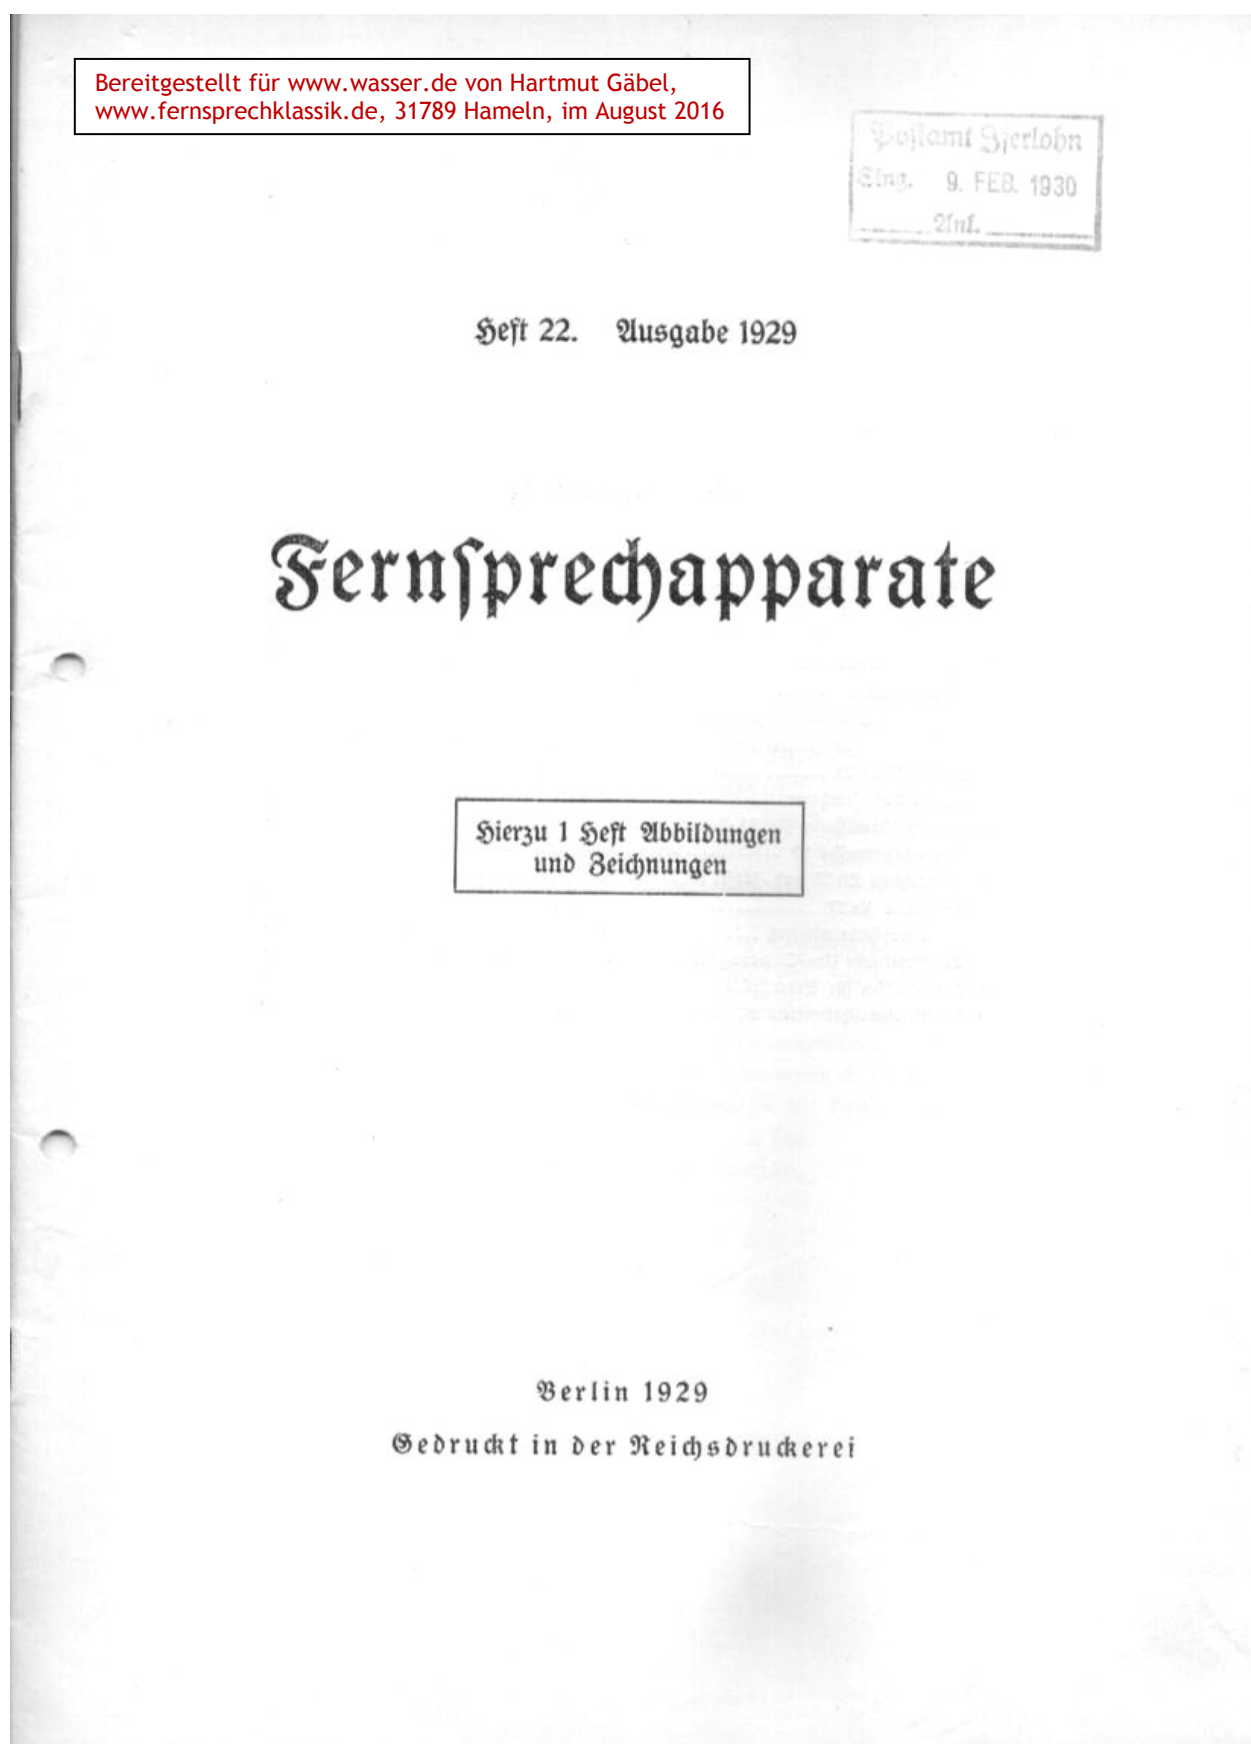 Bereitgestellt für www.wasser.de von Hartmut Gäbel,
www.fernsprechklassik.de, 31789 Hameln, im August 2016
Postamt Iserlohn
Eing. 9. FEB. 1930
Anl.
Heft 22. Ausgabe 1929
Fernſprechapparate
Hierzu 1 Heft Abbildungen
und Zeichnungen
Berlin 1929
Gedruckt in der Reichsdruckerei